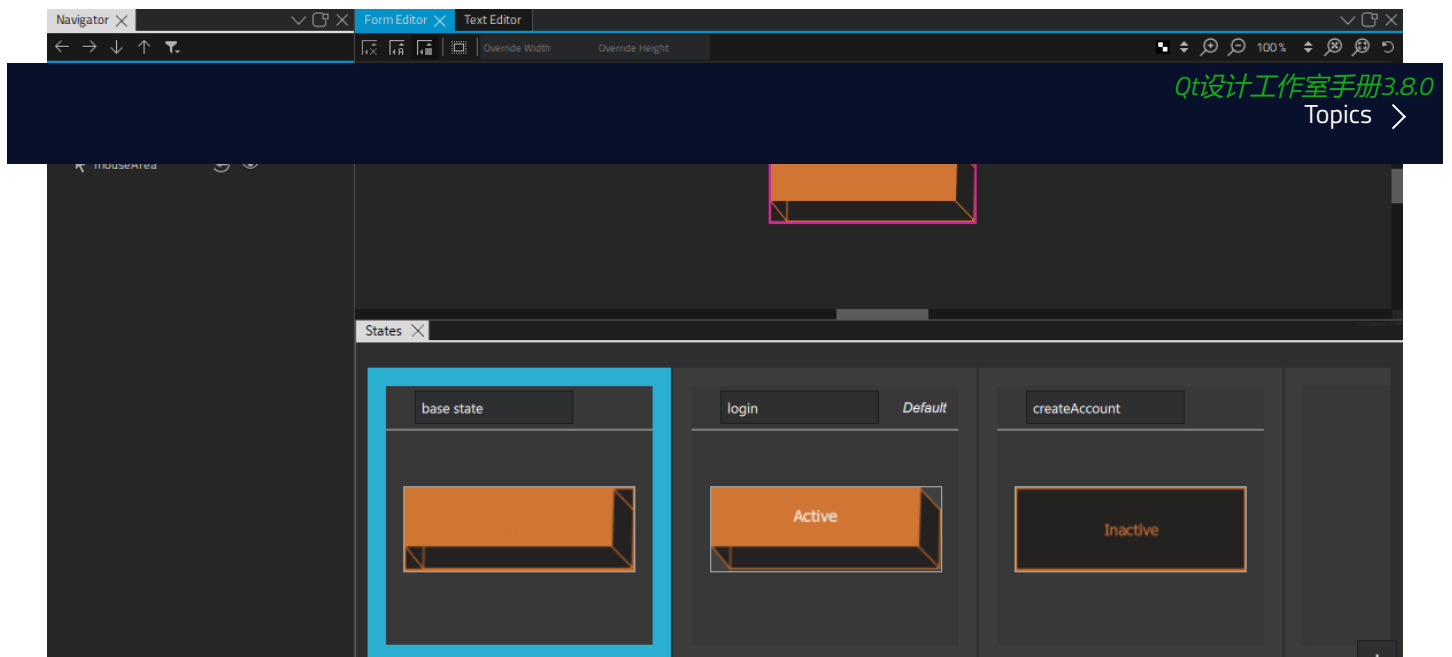 Navigator
Form Editor Text Editor
Override Width Override Height 100%
Qt设计工作室手册3.8.0
Topics
mouseArea
States
base state
login Default
createAccount
Active
Inactive